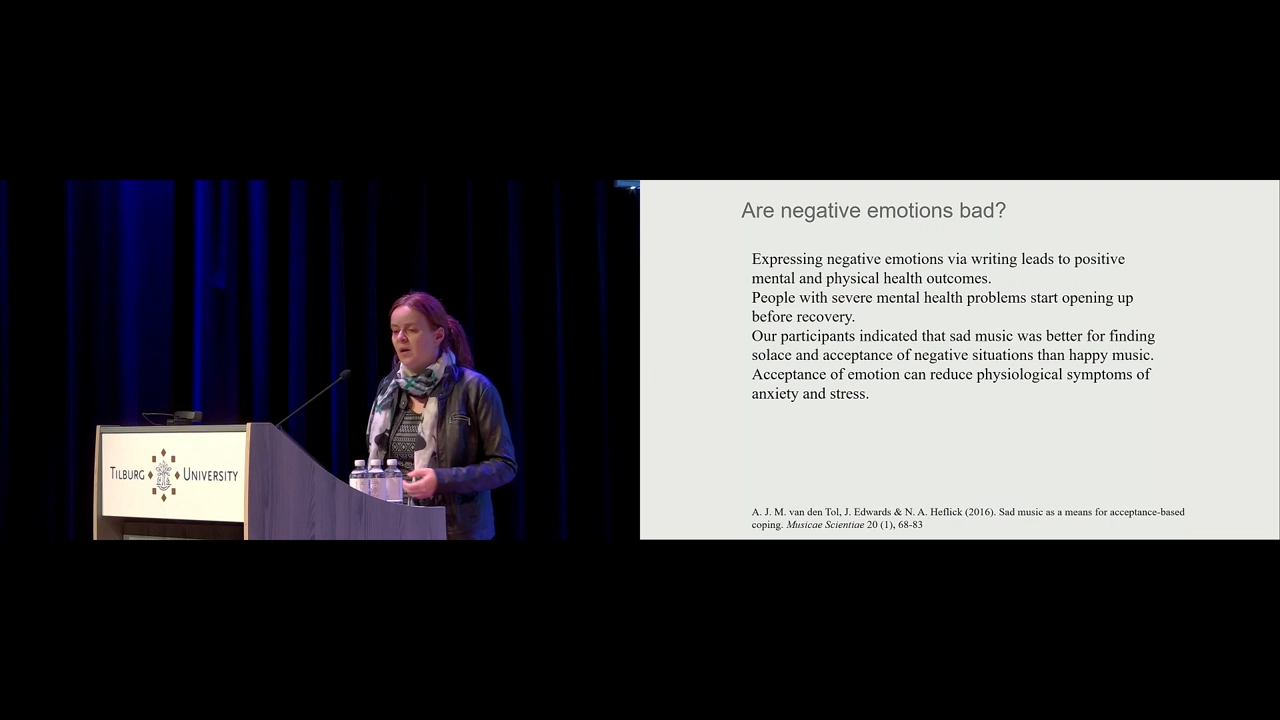 TILBURG UNIVERSITY
Are negative emotions bad?
Expressing negative emotions via writing leads to positive
mental and physical health outcomes.
People with severe mental health problems start opening up
before recovery.
Our participants indicated that sad music was better for finding
solace and acceptance of negative situations than happy music.
Acceptance of emotion can reduce physiological symptoms of
anxiety and stress.
A. J. M. van den Tol, J. Edwards & N. A. Heflick (2016). Sad music as a means for acceptance-based
coping. Musicae Scientiae 20 (1), 68-83